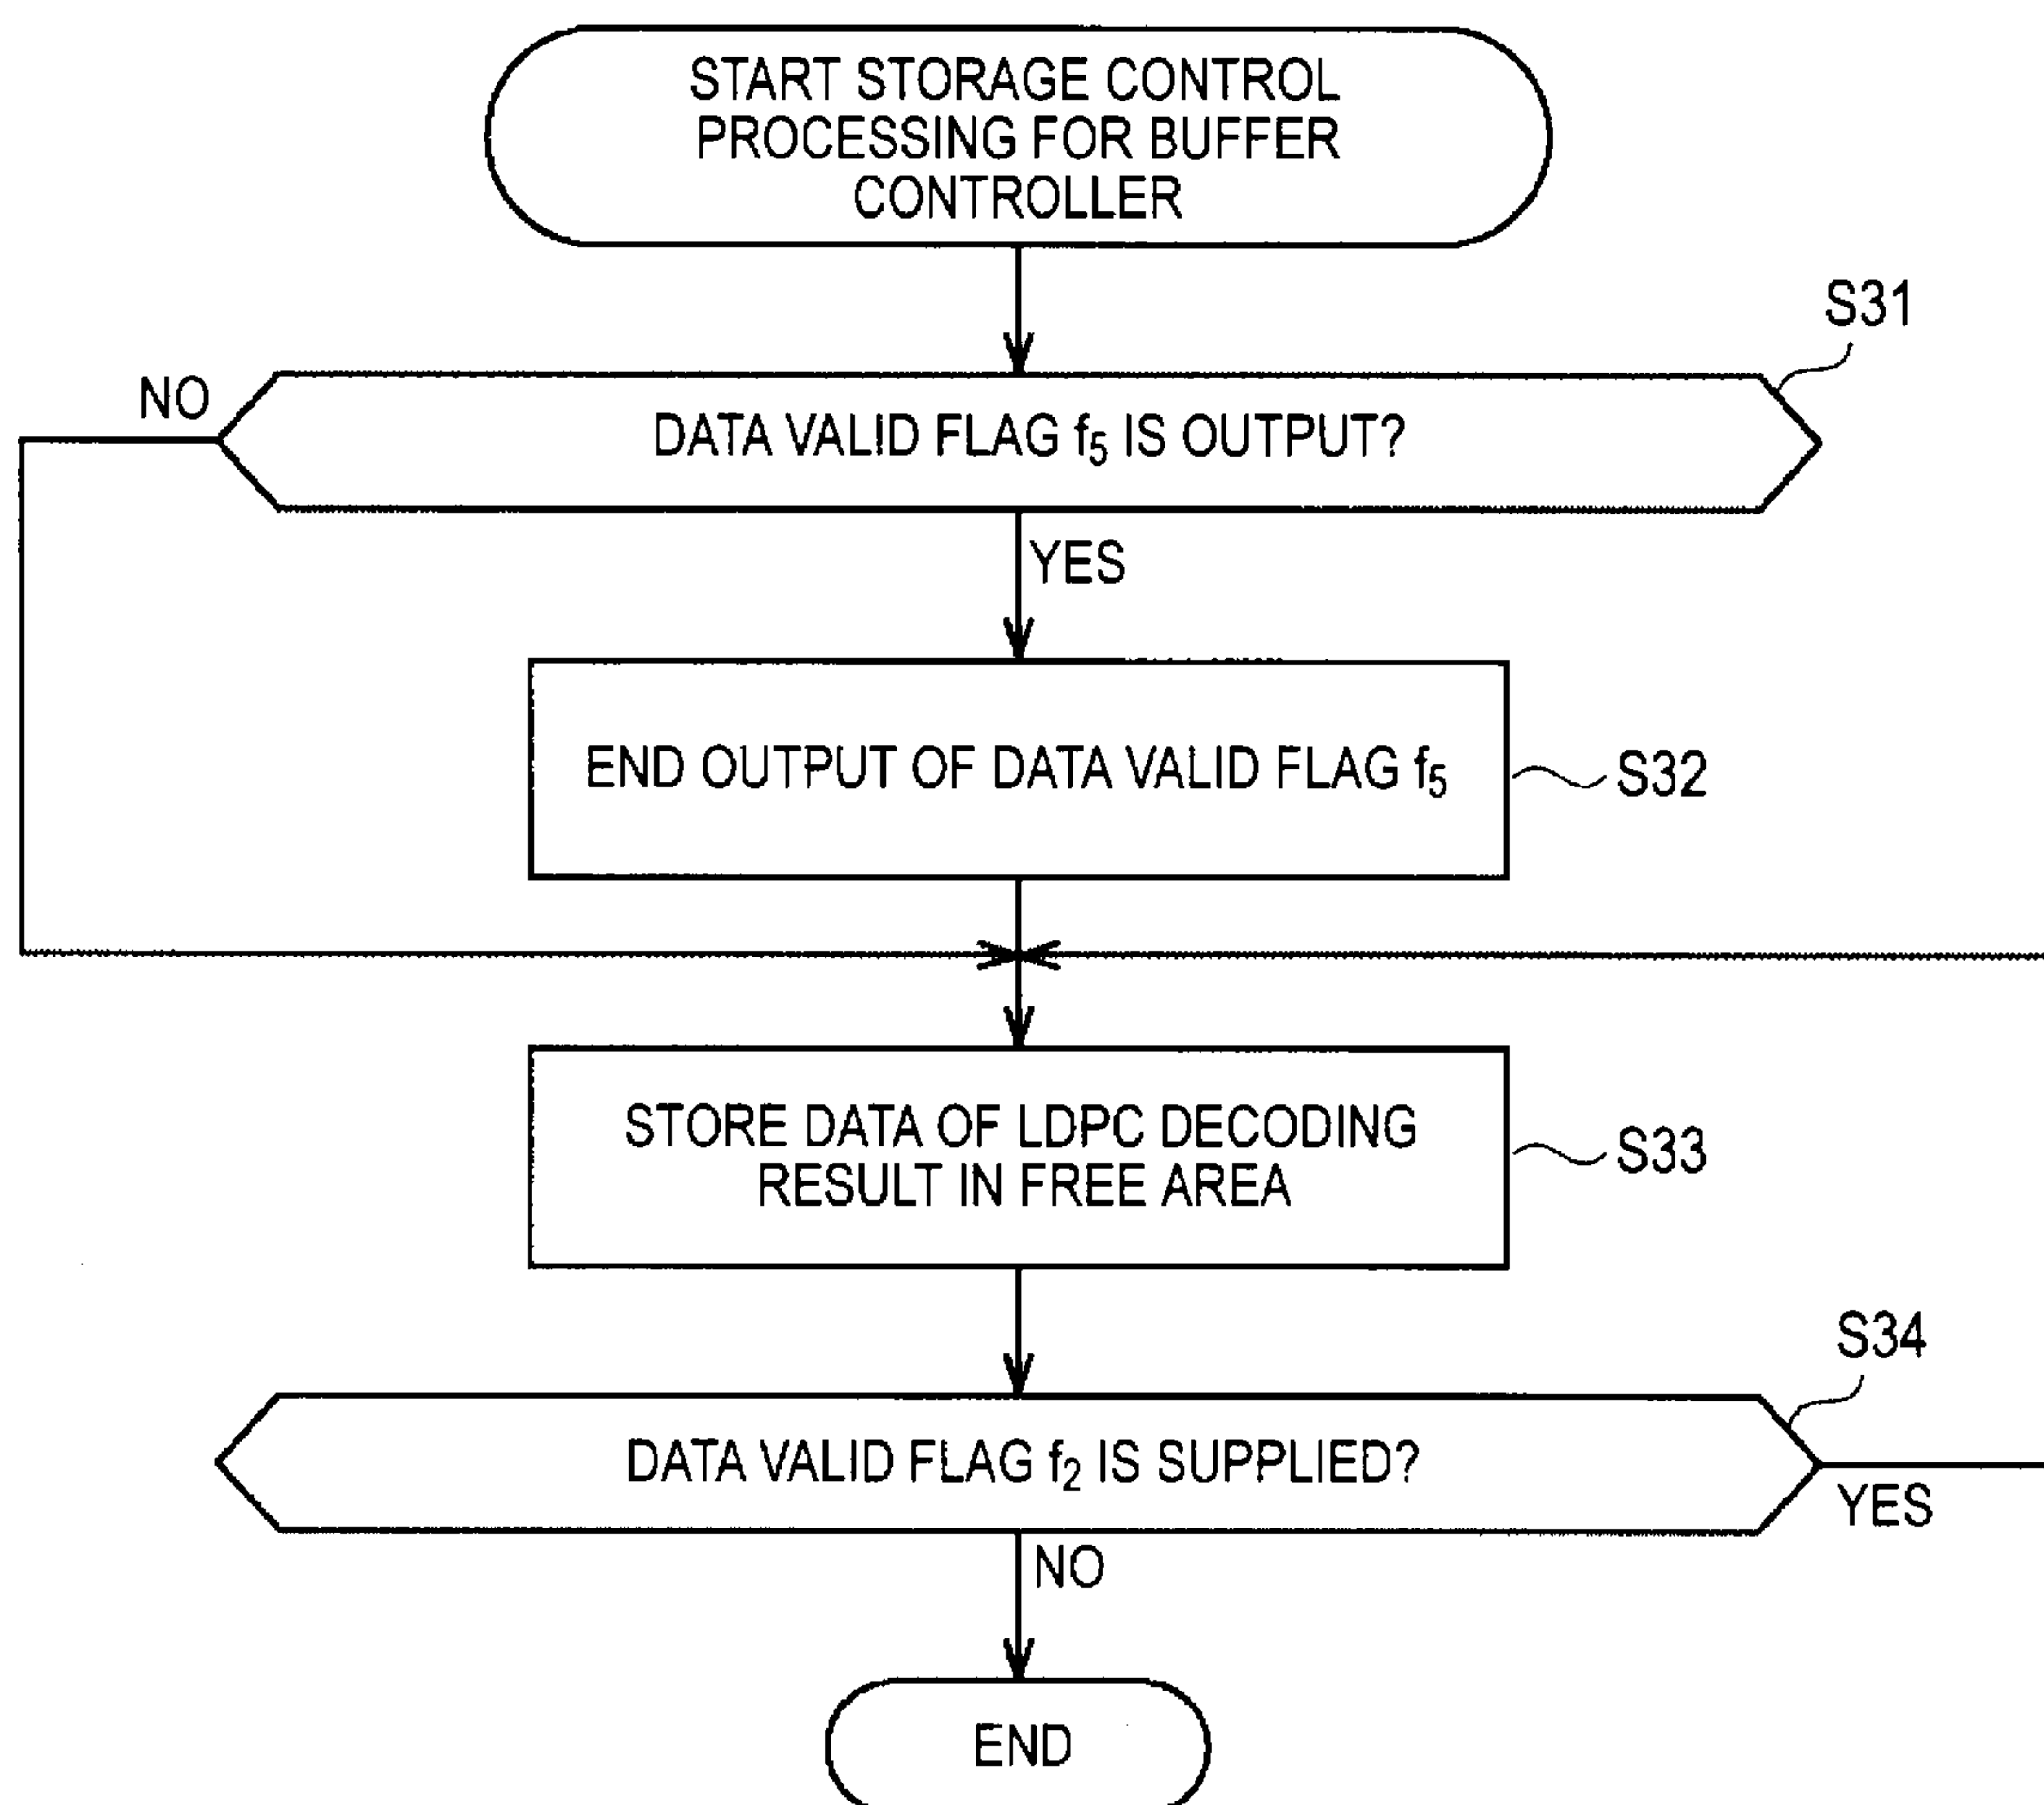 START STORAGE CONTROL
PROCESSING FOR BUFFER
CONTROLLER
S31
NO
DATA VALID FLAG f5 IS OUTPUT?
YES
END OUTPUT OF DATA VALID FLAG f5
S32
STORE DATA OF LDPC DECODING
RESULT IN FREE AREA
S33
S34
DATA VALID FLAG f2 IS SUPPLIED?
YES
NO
END